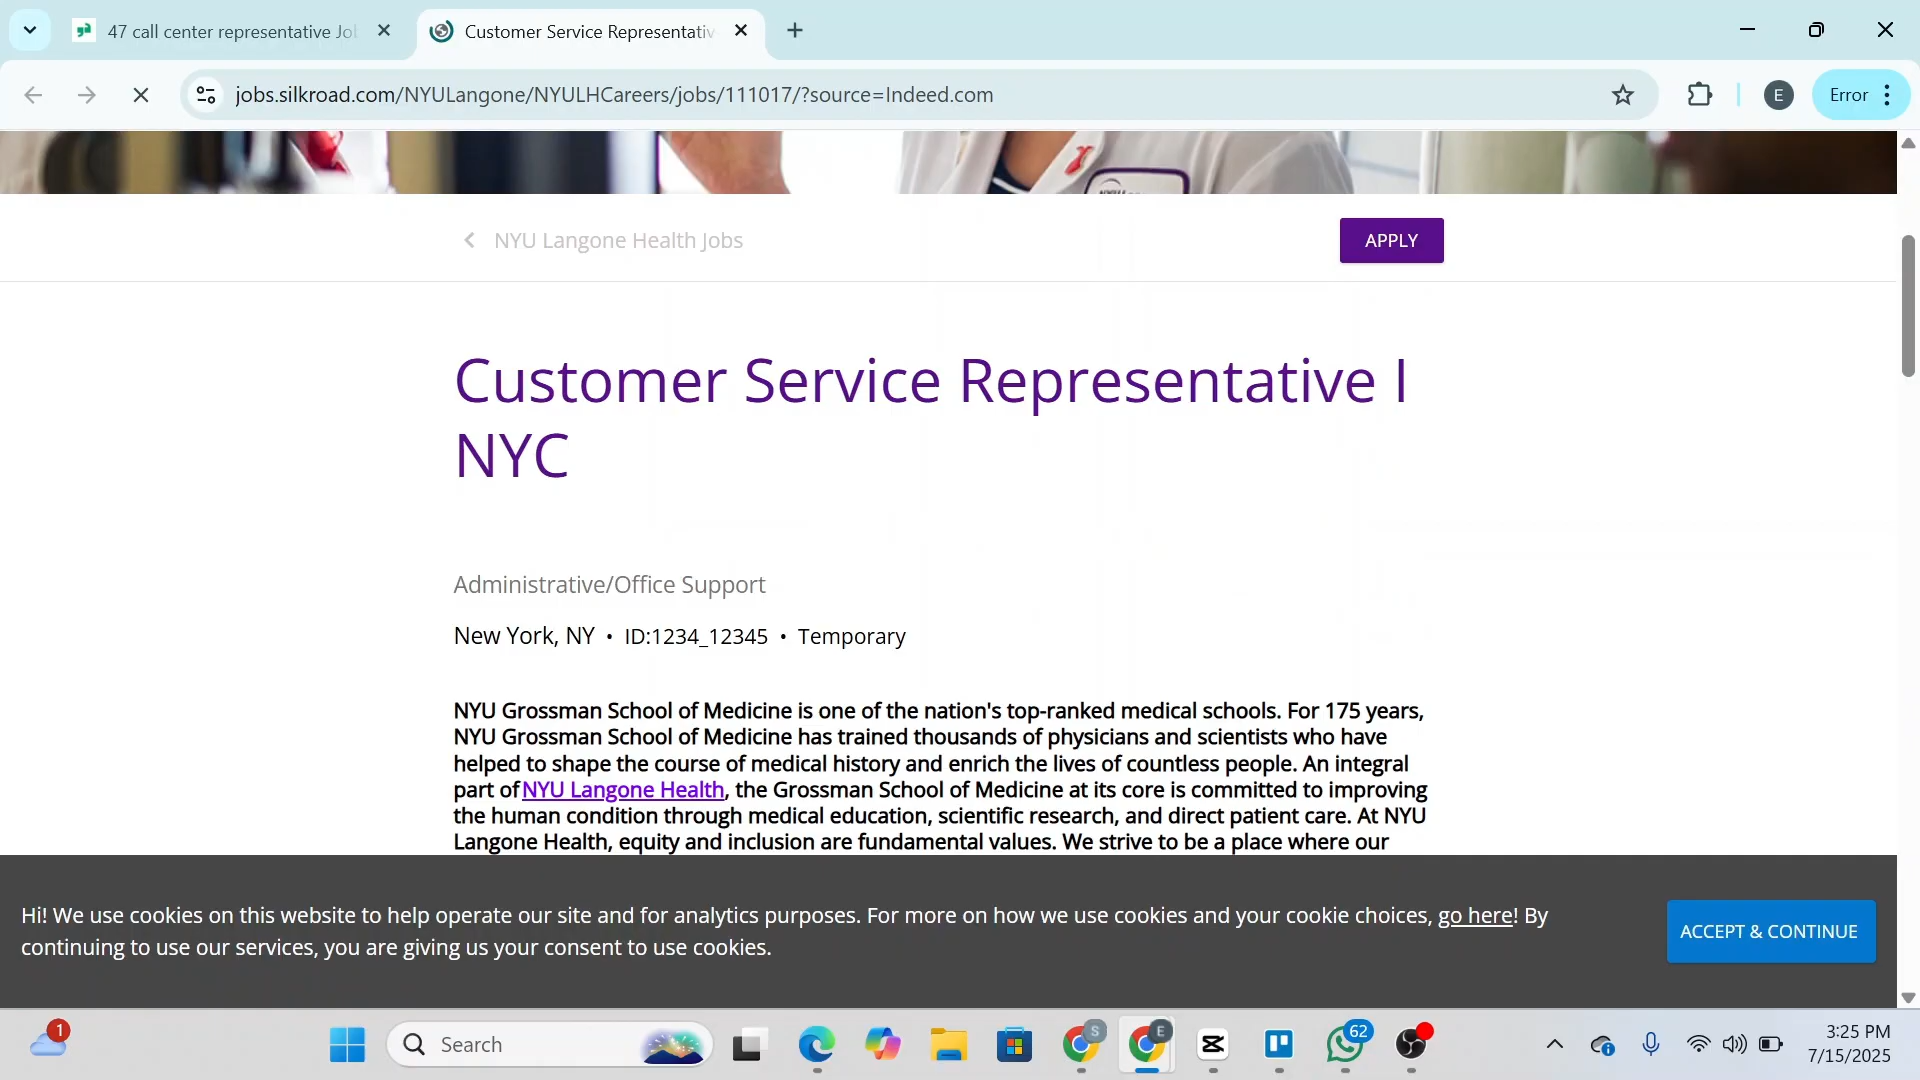 47 call center representative Jo
Customer Service Representativ
jobs.silkroad.com/NYULangone/NYULHCareers/jobs/111017/?source=Indeed.com
E
Error
NYU Langone Health Jobs
APPLY
Customer Service Representative I
NYC
Administrative/Office Support
New York, NY • ID:1234_12345 • Temporary
NYU Grossman School of Medicine is one of the nation's top-ranked medical schools. For 175 years,
NYU Grossman School of Medicine has trained thousands of physicians and scientists who have
helped to shape the course of medical history and enrich the lives of countless people. An integral
part of NYU Langone Health, the Grossman School of Medicine at its core is committed to improving
the human condition through medical education, scientific research, and direct patient care. At NYU
Langone Health, equity and inclusion are fundamental values. We strive to be a place where our
Hi! We use cookies on this website to help operate our site and for analytics purposes. For more on how we use cookies and your cookie choices, go here! By
continuing to use our services, you are giving us your consent to use cookies.
ACCEPT & CONTINUE
1
Search
S
E
62
3:25 PM
7/15/2025